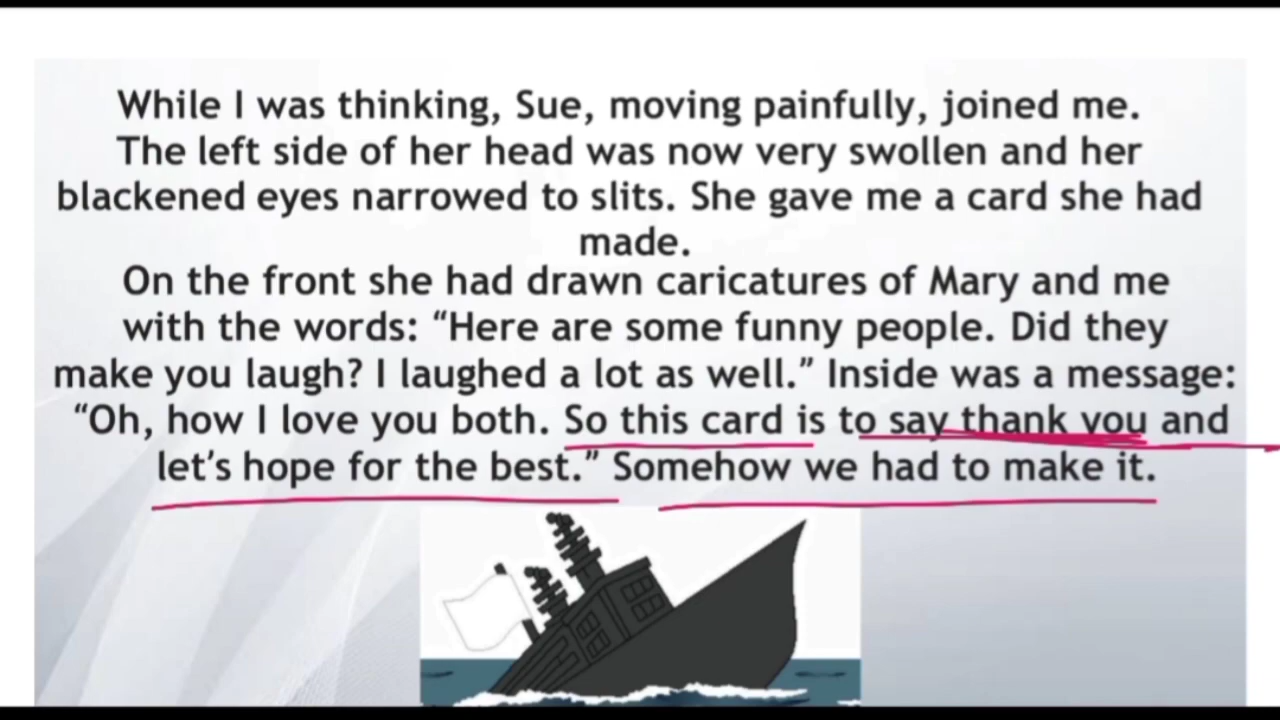 While I was thinking, Sue, moving painfully, joined me.
The left side of her head was now very swollen and her
blackened eyes narrowed to slits. She gave me a card she had
made.
On the front she had drawn caricatures of Mary and me
with the words: “Here are some funny people. Did they
make you laugh? I laughed a lot as well.” Inside was a message:
“Oh, how I love you both. So this card is to say thank you and
let’s hope for the best.” Somehow we had to make it.